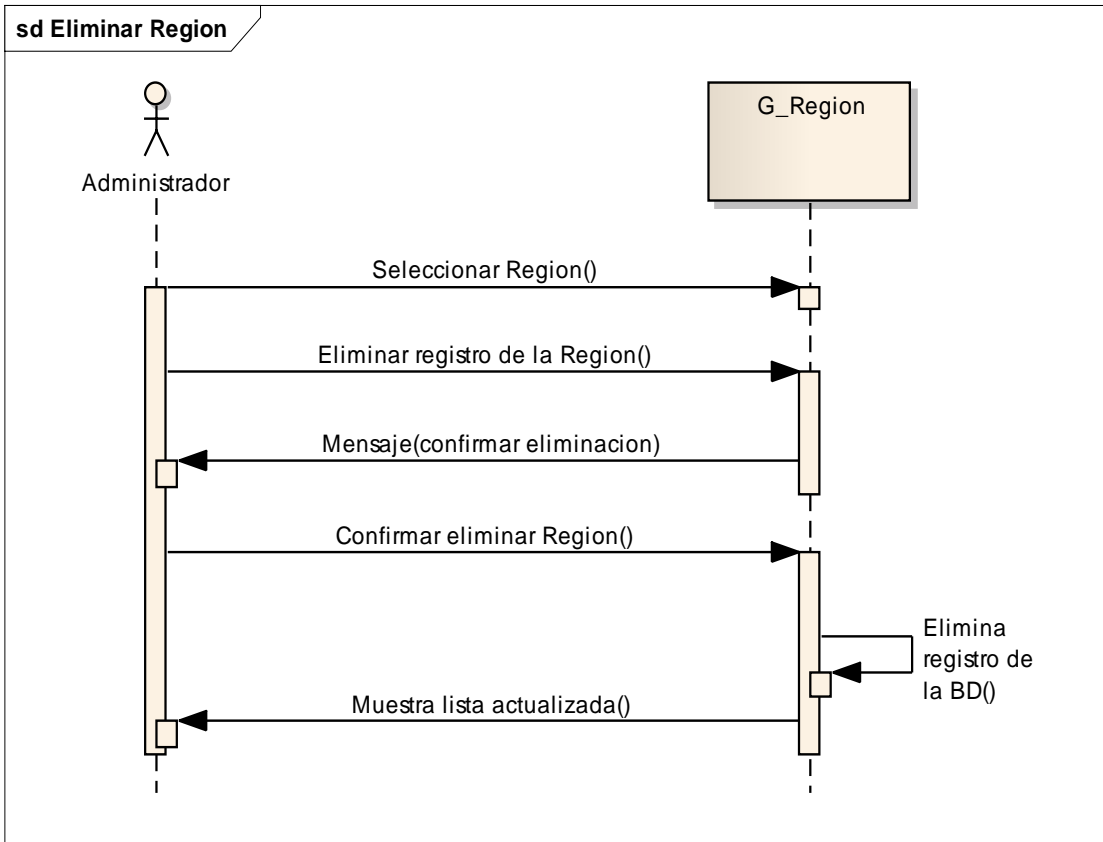 sd Eliminar Region
G_Region
Administrador
Seleccionar Region()
Eliminar registro de la Region()
Mensaje(confirmar eliminacion)
Confirmar eliminar Region()
Elimina
registro de
la BD()
Muestra lista actualizada()